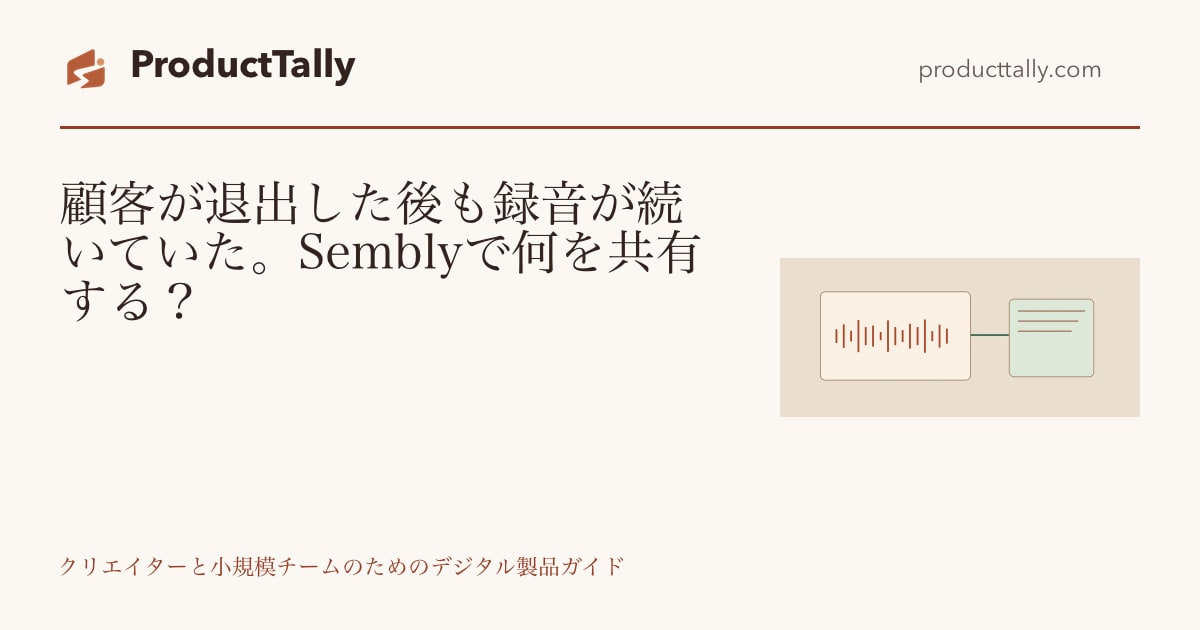 ProductTally
producttally.com
顧客が退出した後も録音が続
いていた。Semblyで何を共有
する？
クリエイターと小規模チームのためのデジタル製品ガイド